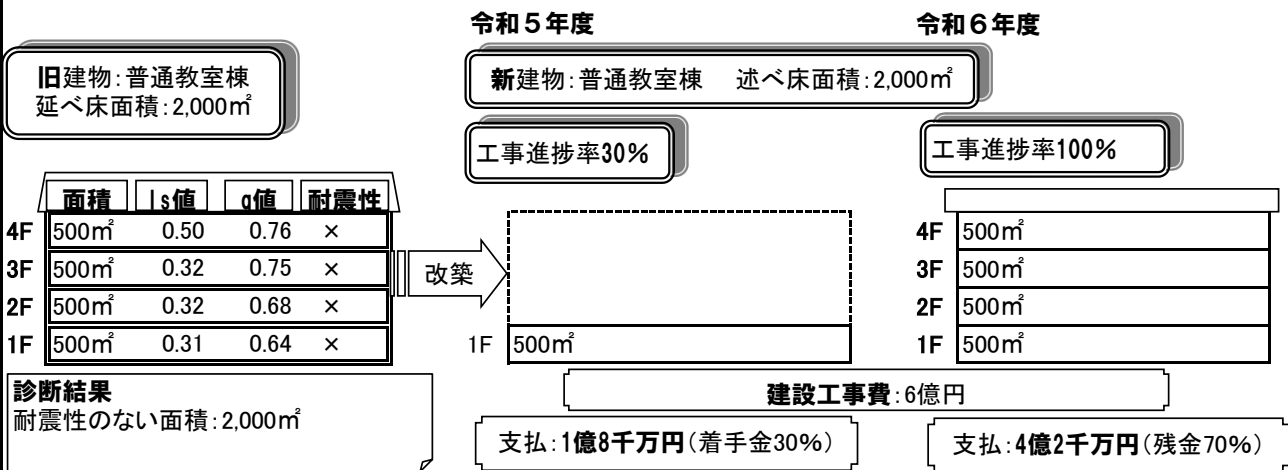 令和５年度
令和６年度
旧建物：普通教室棟
延べ床面積：2,000㎡
新建物：普通教室棟　述べ床面積：2,000㎡
工事進捗率30％
工事進捗率100％
面積 Ｉs値 q値 耐震性
4F 500㎡ 0.50 0.76 ×
3F 500㎡ 0.32 0.75 ×
2F 500㎡ 0.32 0.68 ×
1F 500㎡ 0.31 0.64 ×
改築
1F 500㎡
4F 500㎡
3F 500㎡
2F 500㎡
1F 500㎡
診断結果
耐震性のない面積：2,000㎡
建設工事費：6億円
支払：1億8千万円（着手金30％）
支払：4億2千万円（残金70％）